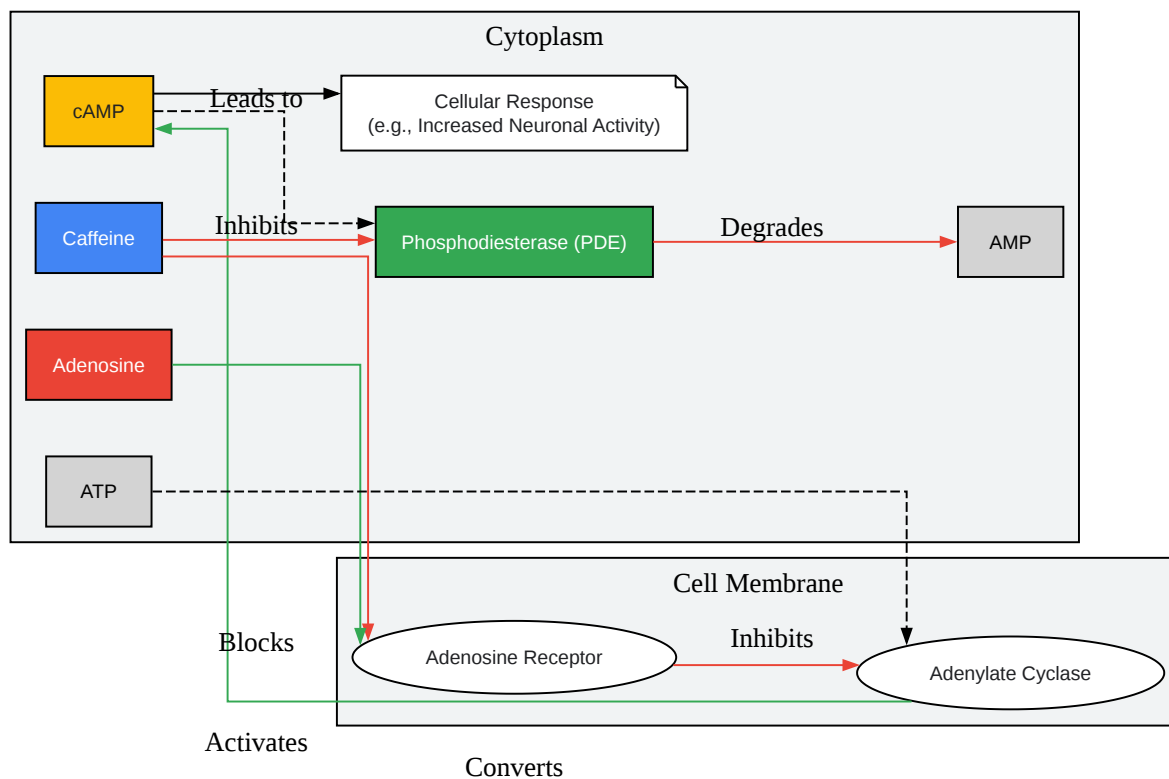 Cytoplasm
cAMP
Leads to
Cellular Response
(e.g., Increased Neuronal Activity)
Caffeine
Inhibits
Phosphodiesterase (PDE)
Degrades
AMP
Adenosine
ATP
Cell Membrane
Blocks
Adenosine Receptor
Inhibits
Adenylate Cyclase
Activates
Converts